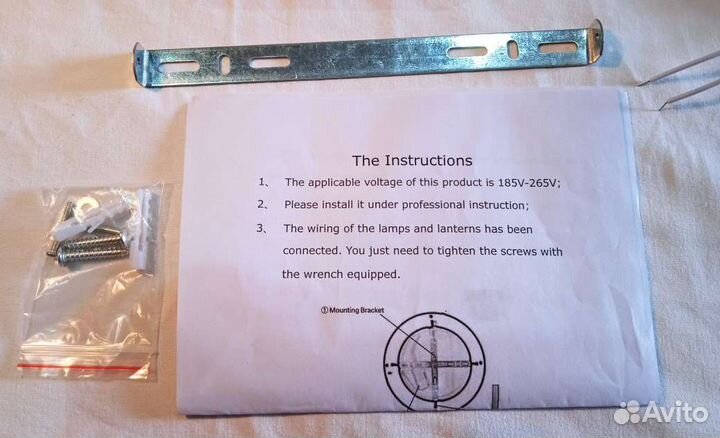 The Instructions
1、 The applicable voltage of this product is 185V-265V;
2、 Please install it under professional instruction;
3、 The wiring of the lamps and lanterns has been
connected. You just need to tighten the screws with
the wrench equipped.
① Mounting Bracket
Avito